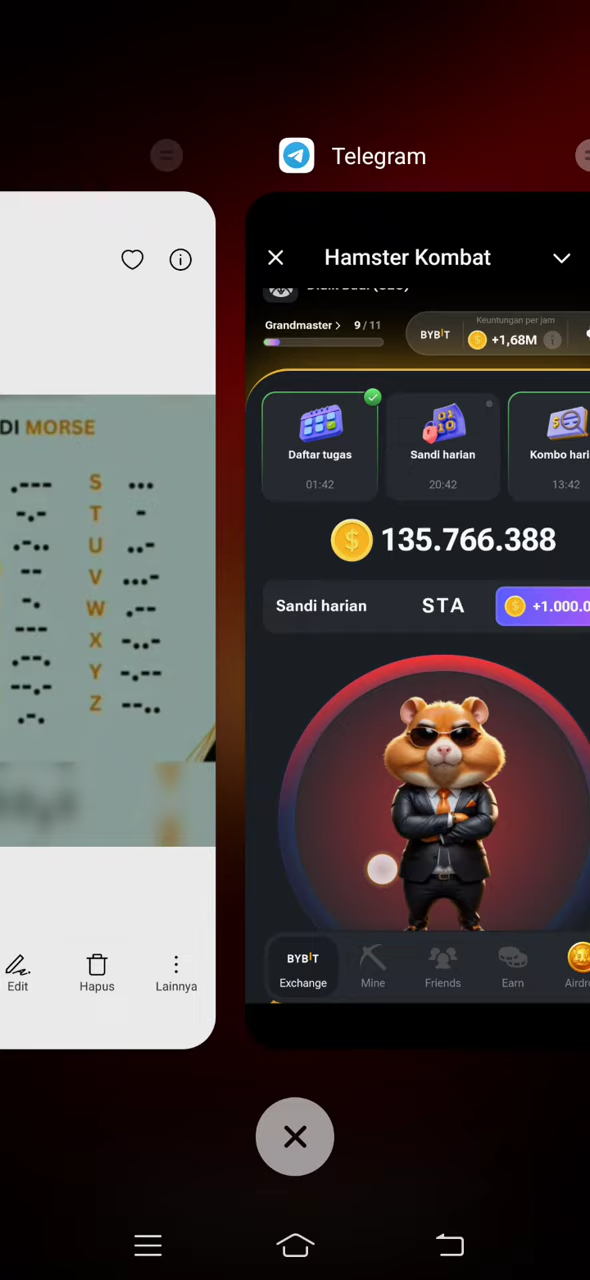 Telegram
Hamster Kombat
Grandmaster > 9 / 11
BYBIT
Keuntungan per jam
+1,68M
Daftar tugas
01:42
Sandi harian
20:42
Kombo hari
13:42
135.766.388
Sandi harian STA +1.000.0
DI MORSE
.--- S ...
-.- T -
.-.. U ..-
-- V ...-
-. W .--
--- X -..-
.--. Y -.--
--.- Z --..
.-.
Edit
Hapus
Lainnya
BYBIT
Exchange
Mine
Friends
Earn
Airdr